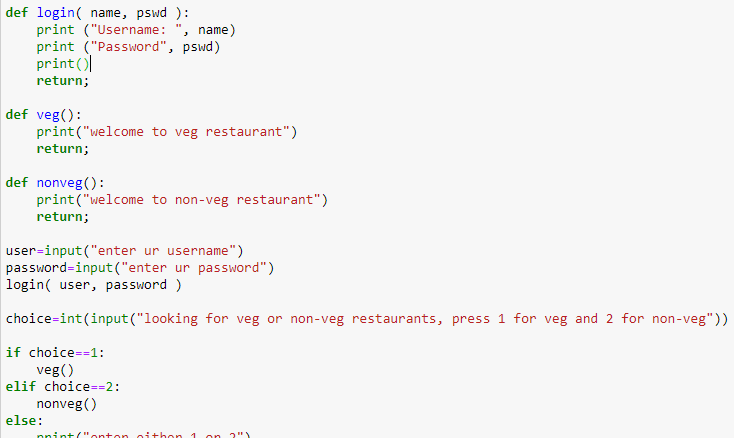 def login( name, pswd ):
    print ("Username: ", name)
    print ("Password", pswd)
    print()
    return;

def veg():
    print("welcome to veg restaurant")
    return;

def nonveg():
    print("welcome to non-veg restaurant")
    return;

user=input("enter ur username")
password=input("enter ur password")
login( user, password )

choice=int(input("looking for veg or non-veg restaurants, press 1 for veg and 2 for non-veg"))

if choice==1:
    veg()
elif choice==2:
    nonveg()
else:
    print("enter either 1 or 2")